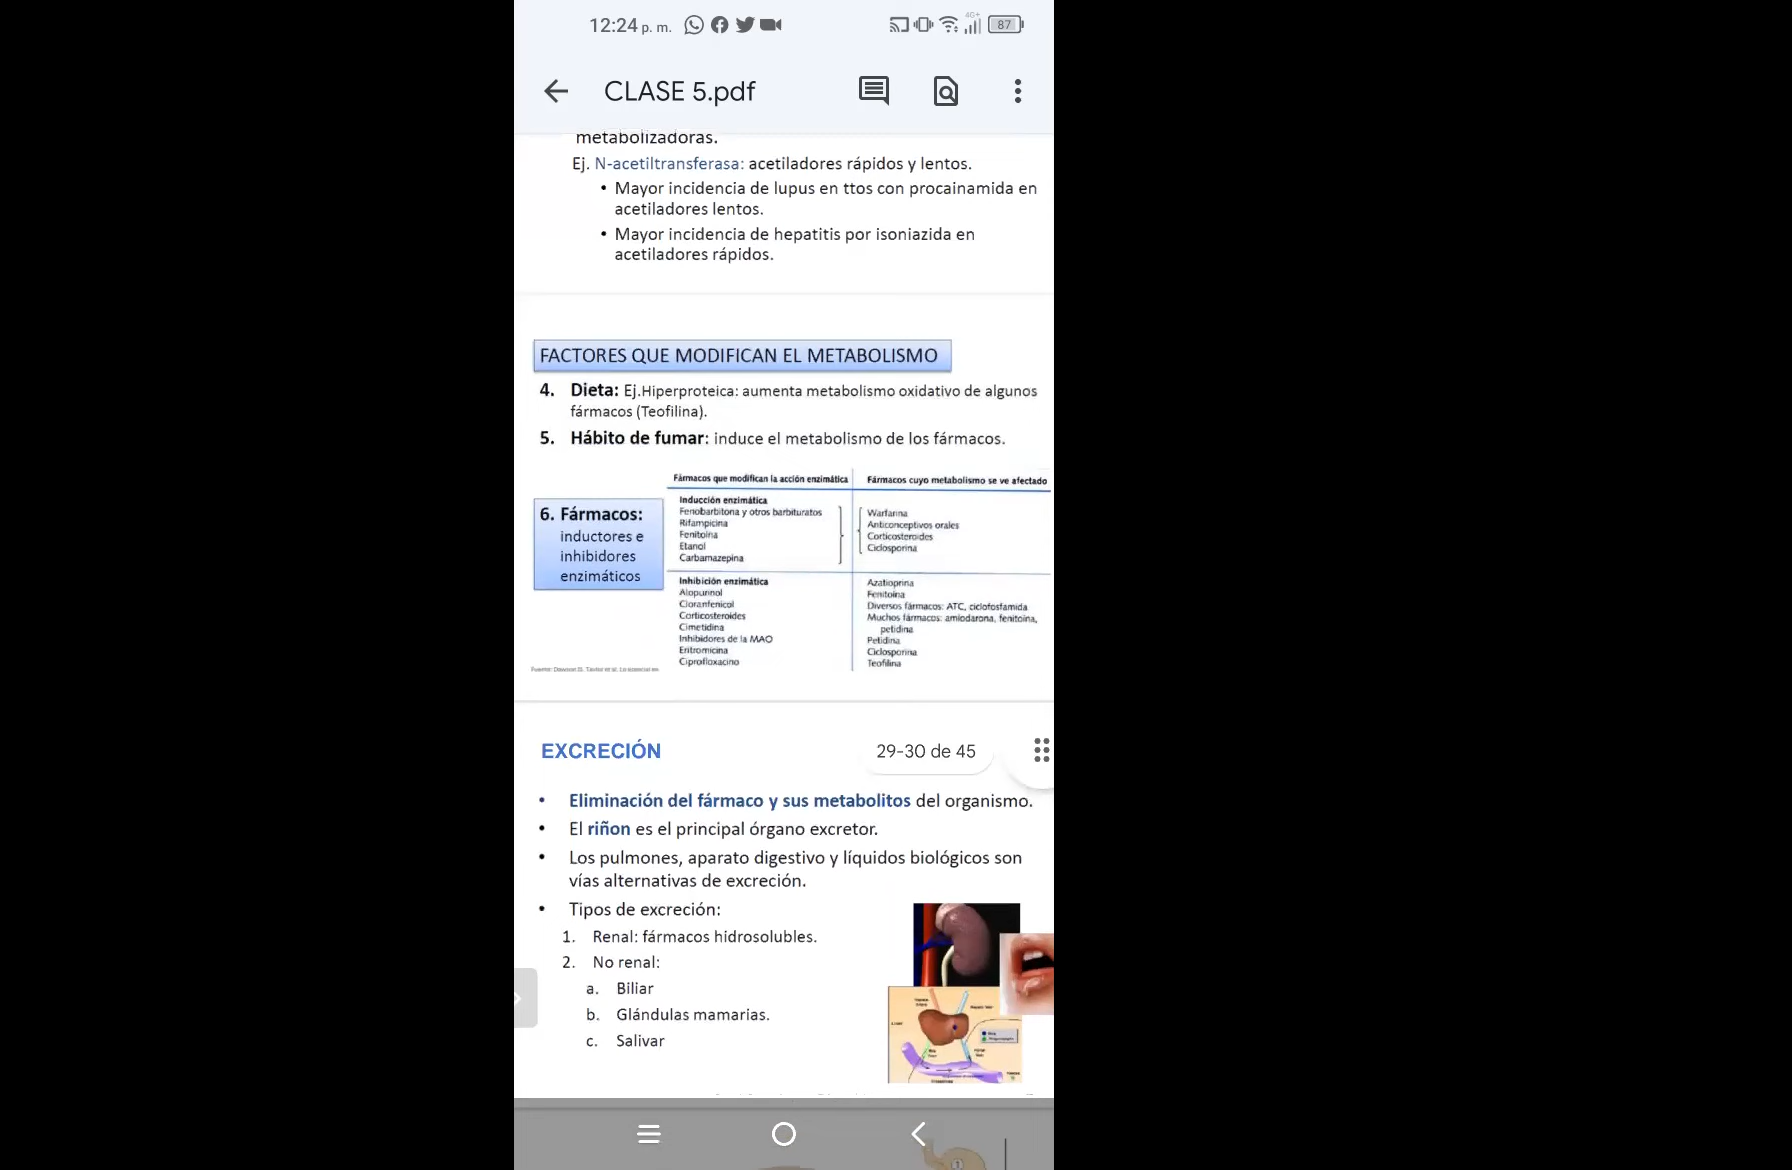 12:24 p. m.
4G+
87
CLASE 5.pdf
metabolizadoras.
Ej. N-acetiltransferasa: acetiladores rápidos y lentos.
• Mayor incidencia de lupus en ttos con procainamida en
acetiladores lentos.
• Mayor incidencia de hepatitis por isoniazida en
acetiladores rápidos.
FACTORES QUE MODIFICAN EL METABOLISMO
4. Dieta: Ej.Hiperproteica: aumenta metabolismo oxidativo de algunos
fármacos (Teofilina).
5. Hábito de fumar: induce el metabolismo de los fármacos.
6. Fármacos:
inductores e
inhibidores
enzimáticos
Fármacos que modifican la acción enzimática
Inducción enzimática
Fenobarbitona y otros barbituratos
Rifampicina
Fenitoína
Etanol
Carbamazepina
Fármacos cuyo metabolismo se ve afectado
Warfarina
Anticonceptivos orales
Corticosteroides
Ciclosporina
Inhibición enzimática
Alopurinol
Cloranfenicol
Corticosteroides
Cimetidina
Inhibidores de la MAO
Eritromicina
Ciprofloxacino
Azatioprina
Fenitoína
Diversos fármacos: ATC, ciclofosfamida
Muchos fármacos: amiodarona, fenitoína,
petidina
Petidina
Ciclosporina
Teofilina
EXCRECIÓN
29-30 de 45
• Eliminación del fármaco y sus metabolitos del organismo.
• El riñon es el principal órgano excretor.
• Los pulmones, aparato digestivo y líquidos biológicos son
vías alternativas de excreción.
• Tipos de excreción:
1. Renal: fármacos hidrosolubles.
2. No renal:
a. Biliar
b. Glándulas mamarias.
c. Salivar